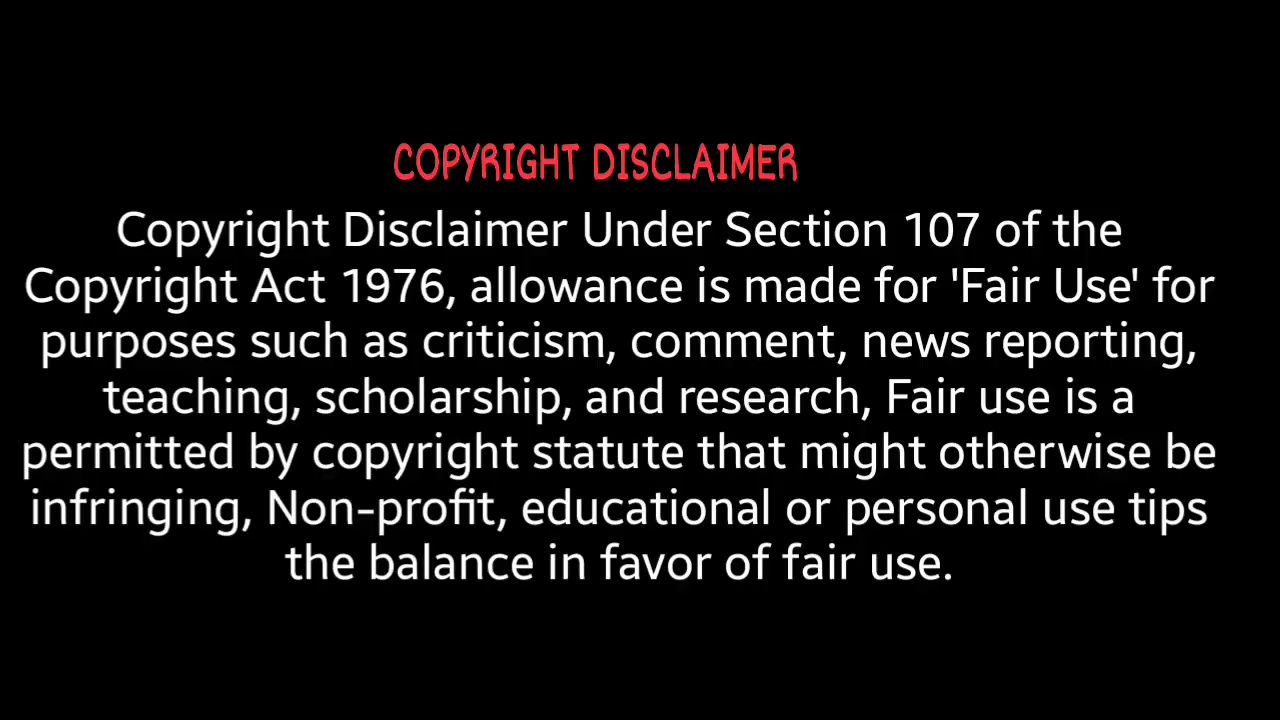 COPYRIGHT DISCLAIMER
Copyright Disclaimer Under Section 107 of the
Copyright Act 1976, allowance is made for 'Fair Use' for
purposes such as criticism, comment, news reporting,
teaching, scholarship, and research, Fair use is a
permitted by copyright statute that might otherwise be
infringing, Non-profit, educational or personal use tips
the balance in favor of fair use.